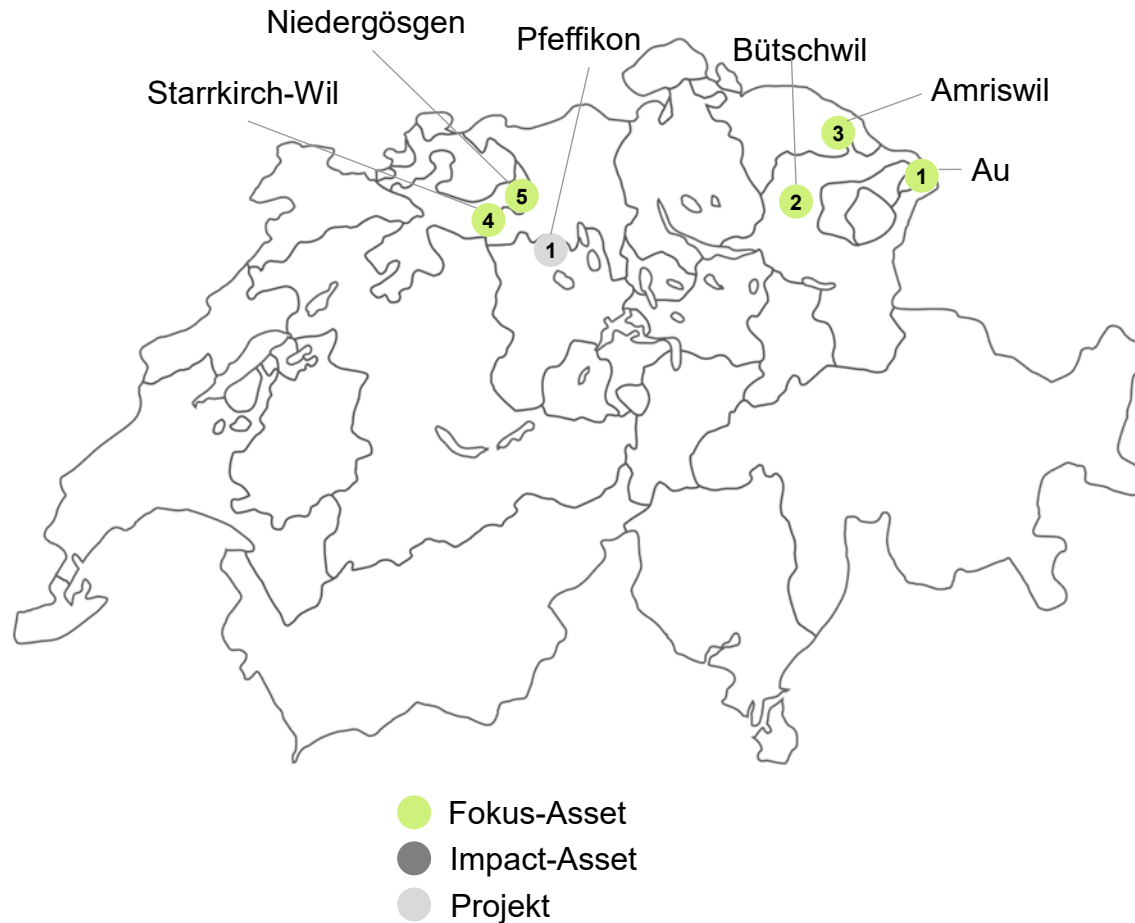 Niedergösgen
Pfeffikon
Bütschwil
Starrkirch-Wil
Amriswil
3
Au
1
5
2
4
1
Fokus-Asset
Impact-Asset
Projekt